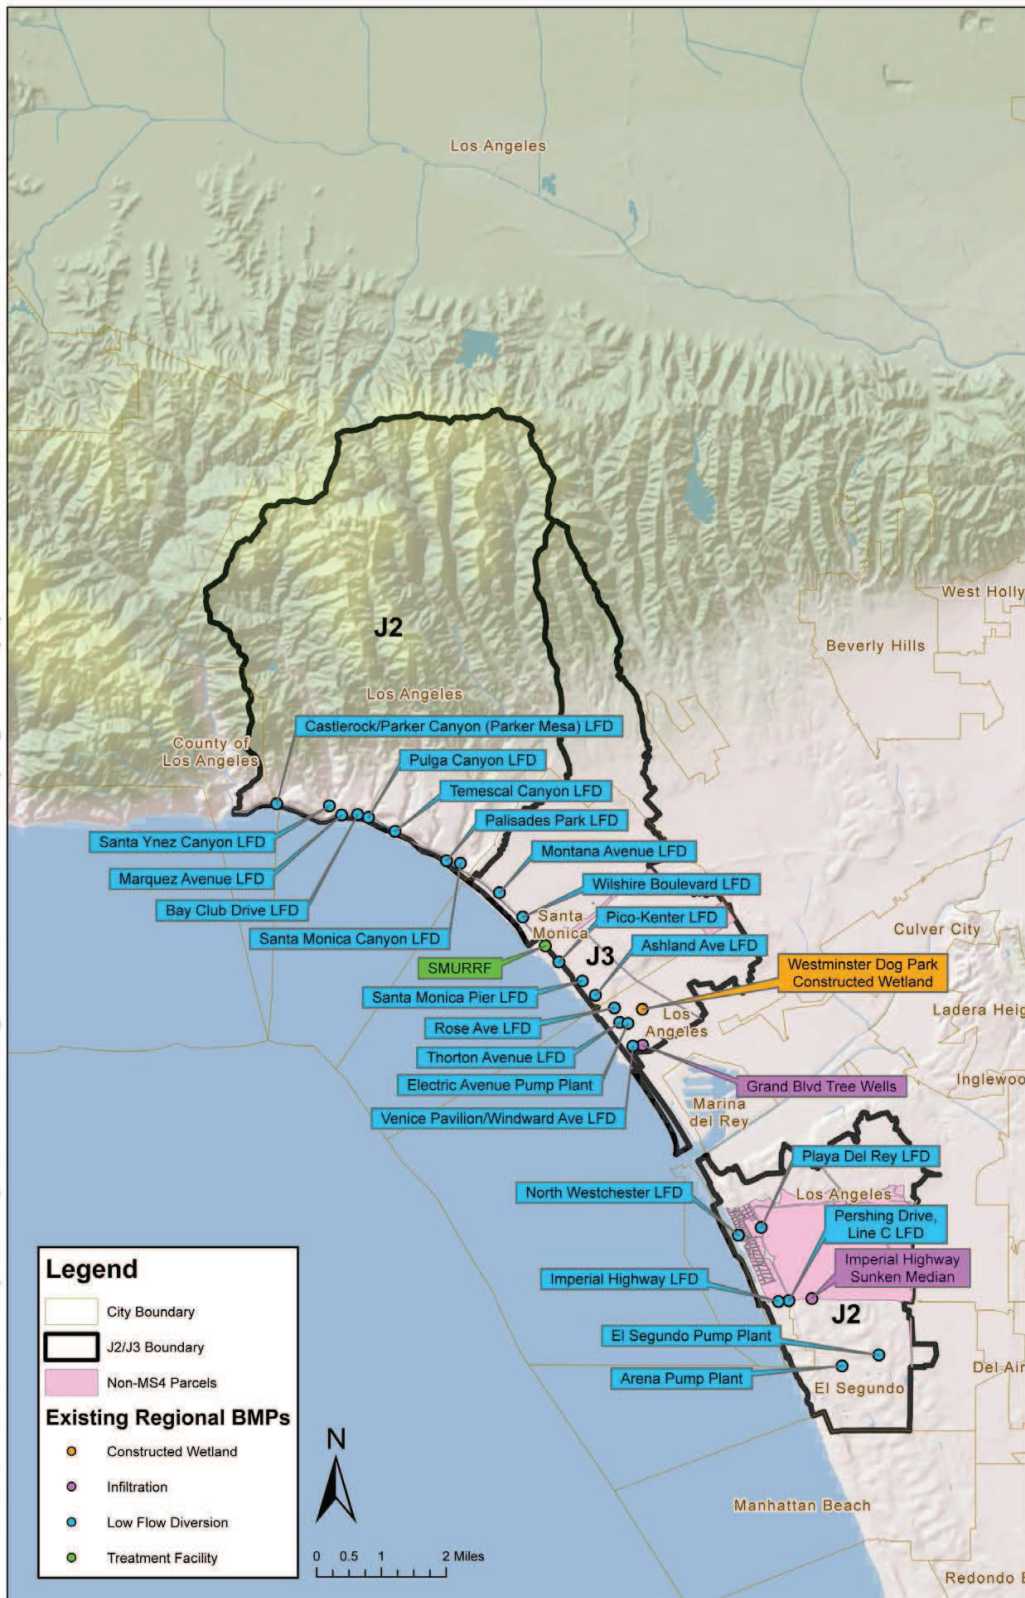 Los Angeles
West Holly
Beverly Hills
J2
Los Angeles
County of
Los Angeles
Castlerock/Parker Canyon (Parker Mesa) LFD
Pulga Canyon LFD
Temescal Canyon LFD
Palisades Park LFD
Santa Ynez Canyon LFD
Montana Avenue LFD
Marquez Avenue LFD
Wilshire Boulevard LFD
Bay Club Drive LFD
Santa
Monica
Pico-Kenter LFD
Santa Monica Canyon LFD
Culver City
Ashland Ave LFD
J3
SMURRF
Westminster Dog Park
Constructed Wetland
Santa Monica Pier LFD
Ladera Heig
Los
Angeles
Rose Ave LFD
Thorton Avenue LFD
Electric Avenue Pump Plant
Grand Blvd Tree Wells
Inglewoo
Venice Pavilion/Windward Ave LFD
Marina
del Rey
Playa Del Rey LFD
North Westchester LFD
Los Angeles
Pershing Drive,
Line C LFD
Imperial Highway
Sunken Median
Imperial Highway LFD
J2
El Segundo Pump Plant
Arena Pump Plant
Del Air
El Segundo
Manhattan Beach
Redondo B
Legend
City Boundary
J2/J3 Boundary
Non-MS4 Parcels
Existing Regional BMPs
Constructed Wetland
Infiltration
Low Flow Diversion
Treatment Facility
N
0 0.5 1 2 Miles